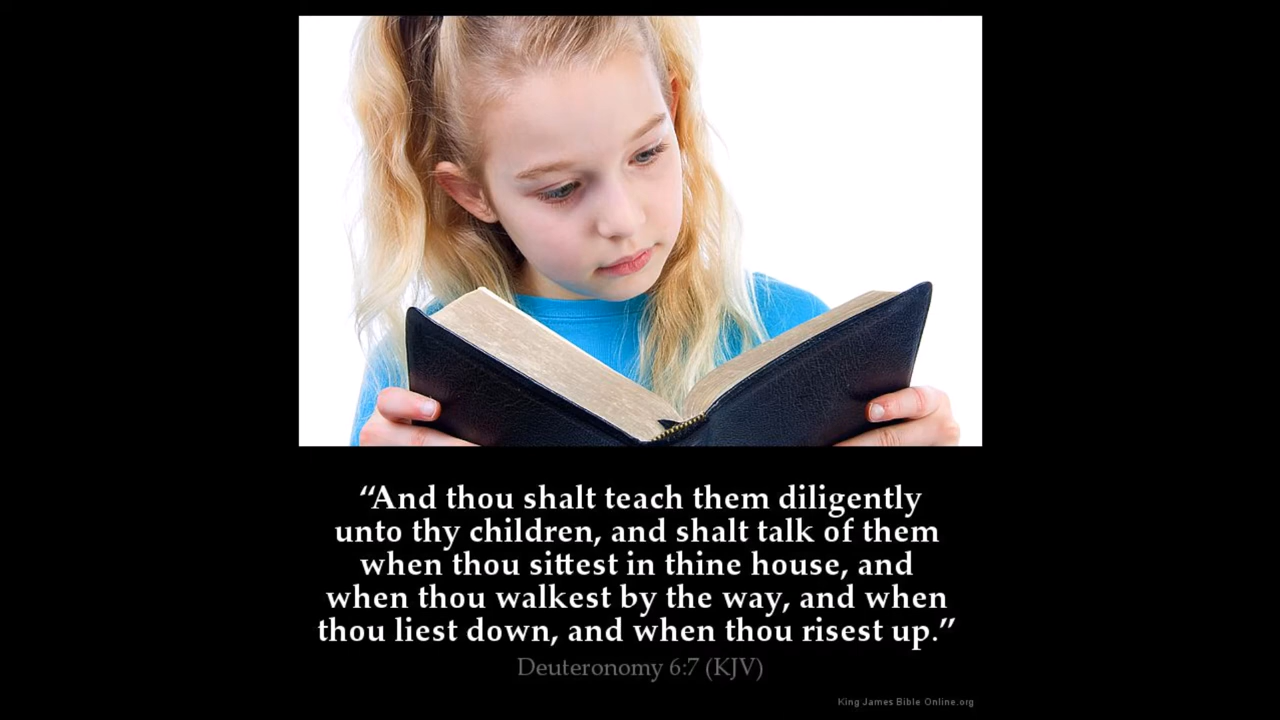 “And thou shalt teach them diligently
unto thy children, and shalt talk of them
when thou sittest in thine house, and
when thou walkest by the way, and when
thou liest down, and when thou risest up.”
Deuteronomy 6:7 (KJV)
King James Bible Online.org